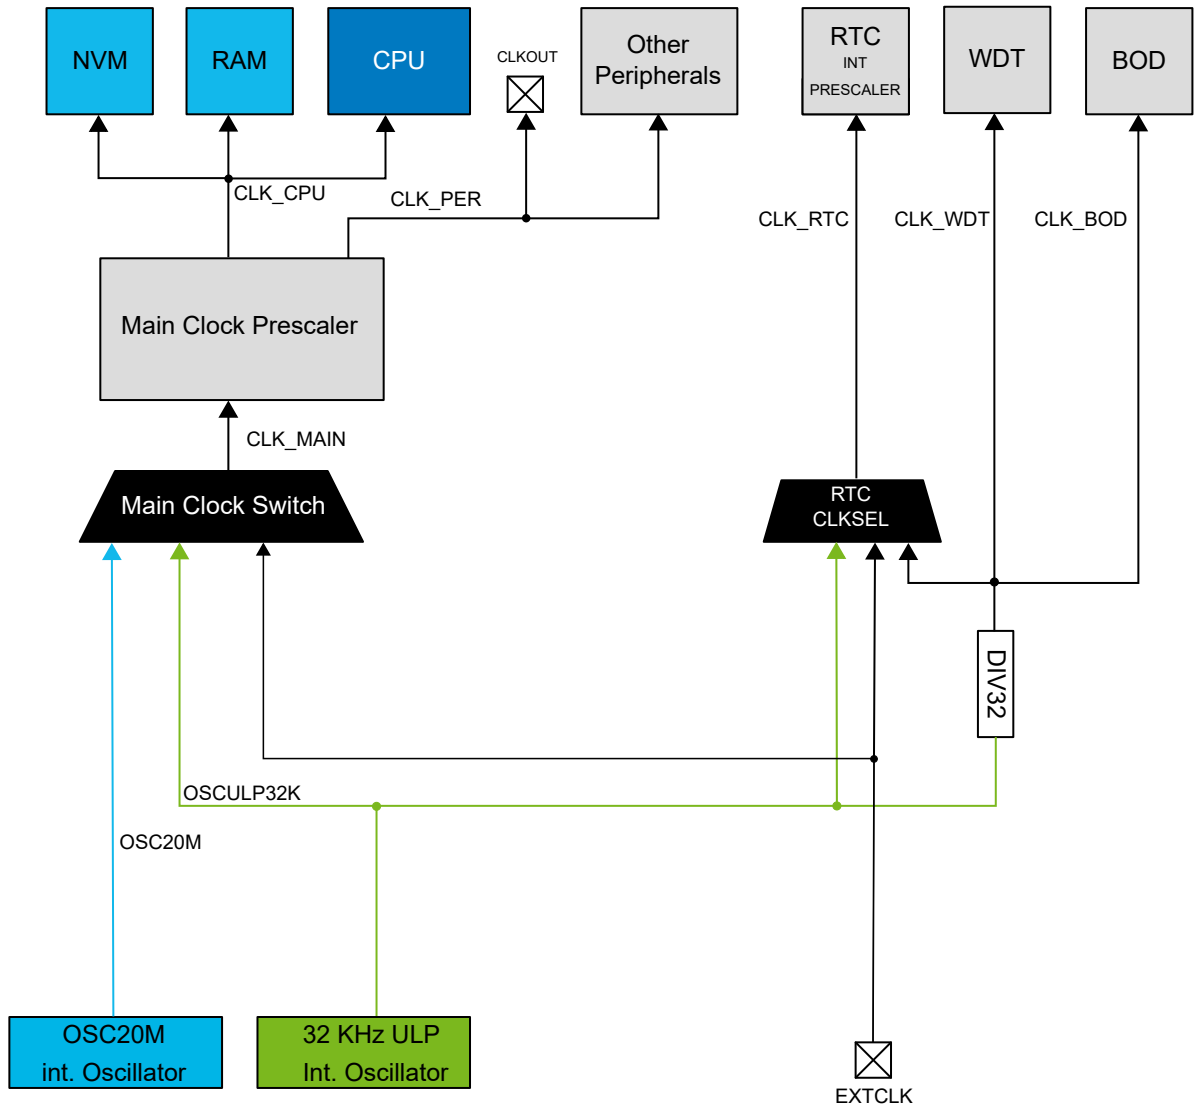 NVM
RAM
CPU
CLKOUT
Other
Peripherals
RTC
INT
PRESCALER
WDT
BOD
CLK_CPU
CLK_PER
CLK_RTC
CLK_WDT
CLK_BOD
Main Clock Prescaler
CLK_MAIN
Main Clock Switch
RTC
CLKSEL
DIV32
OSCULP32K
OSC20M
OSC20M
int. Oscillator
32 KHz ULP
Int. Oscillator
EXTCLK